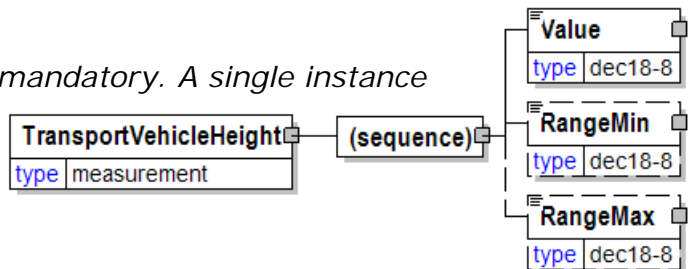 mandatory. A single instance
TransportVehicleHeight
type measurement
(sequence)
Value
type dec18-8
RangeMin
type dec18-8
RangeMax
type dec18-8